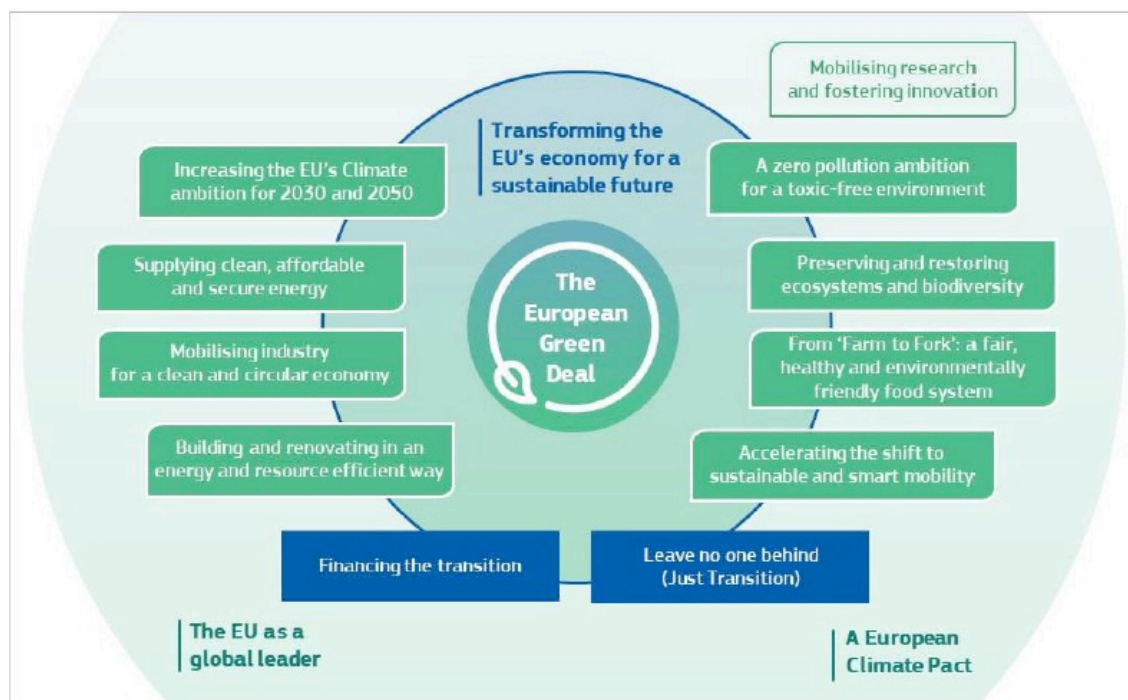 Mobilising research
and fostering innovation
Transforming the
EU's economy for a
sustainable future
Increasing the EU's Climate
ambition for 2030 and 2050
A zero pollution ambition
for a toxic-free environment
Supplying clean, affordable
and secure energy
Preserving and restoring
ecosystems and biodiversity
The
European
Green
Deal
Mobilising industry
for a clean and circular economy
From ‘Farm to Fork’: a fair,
healthy and environmentally
friendly food system
Building and renovating in an
energy and resource efficient way
Accelerating the shift to
sustainable and smart mobility
Financing the transition
Leave no one behind
(Just Transition)
The EU as a
global leader
A European
Climate Pact